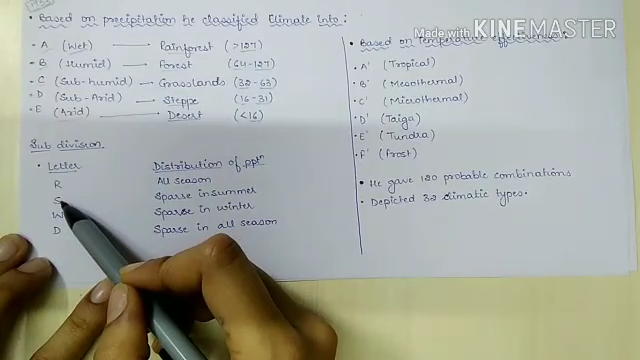 • Based on precipitation he classified Climate into :
- A (Wet) → Rainforest (>127)
- B (Humid) → Forest (64-127)
- C (Sub-humid) → Grasslands (32-63)
- D (Sub-Arid) → Steppe (16-31)
- E (Arid) → Desert (<16)
Sub division
• Letter Distribution of pptn
R All season
S Sparse in summer
W Sparse in winter
D Sparse in all season
Made with KINEMASTER
• Based on Temperature efficiency :
A' (Tropical)
B' (Mesothermal)
C' (Microthermal)
D' (Taiga)
E' (Tundra)
F' (Frost)
• He gave 120 probable combinations
• Depicted 32 climatic types.